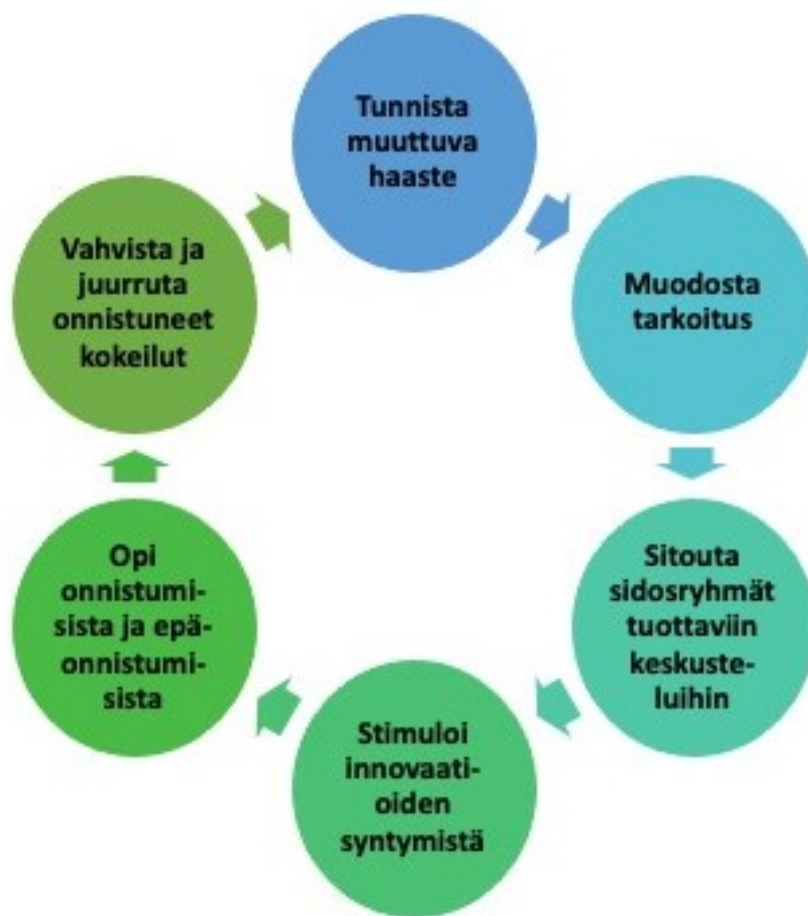 Tunnista
muuttuva
haaste
Muodosta
tarkoitus
Sitouta
sidosryhmät
tuottaviin
keskuste-
luihin
Stimuloi
innovaati-
oiden
syntymistä
Opi
onnistumi-
sista ja epä-
onnistumi-
sista
Vahvista ja
juurruta
onnistuneet
kokeilut